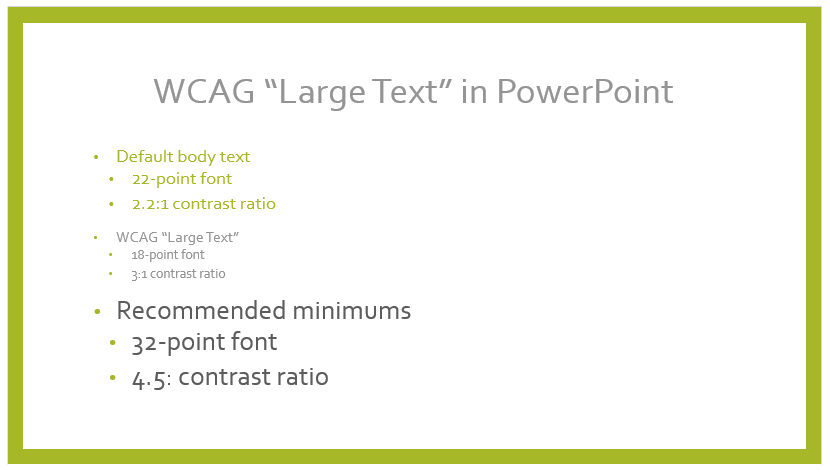 WCAG “Large Text” in PowerPoint
• Default body text
• 22-point font
• 2.2:1 contrast ratio
• WCAG “Large Text”
• 18-point font
• 3:1 contrast ratio
• Recommended minimums
• 32-point font
• 4.5: contrast ratio